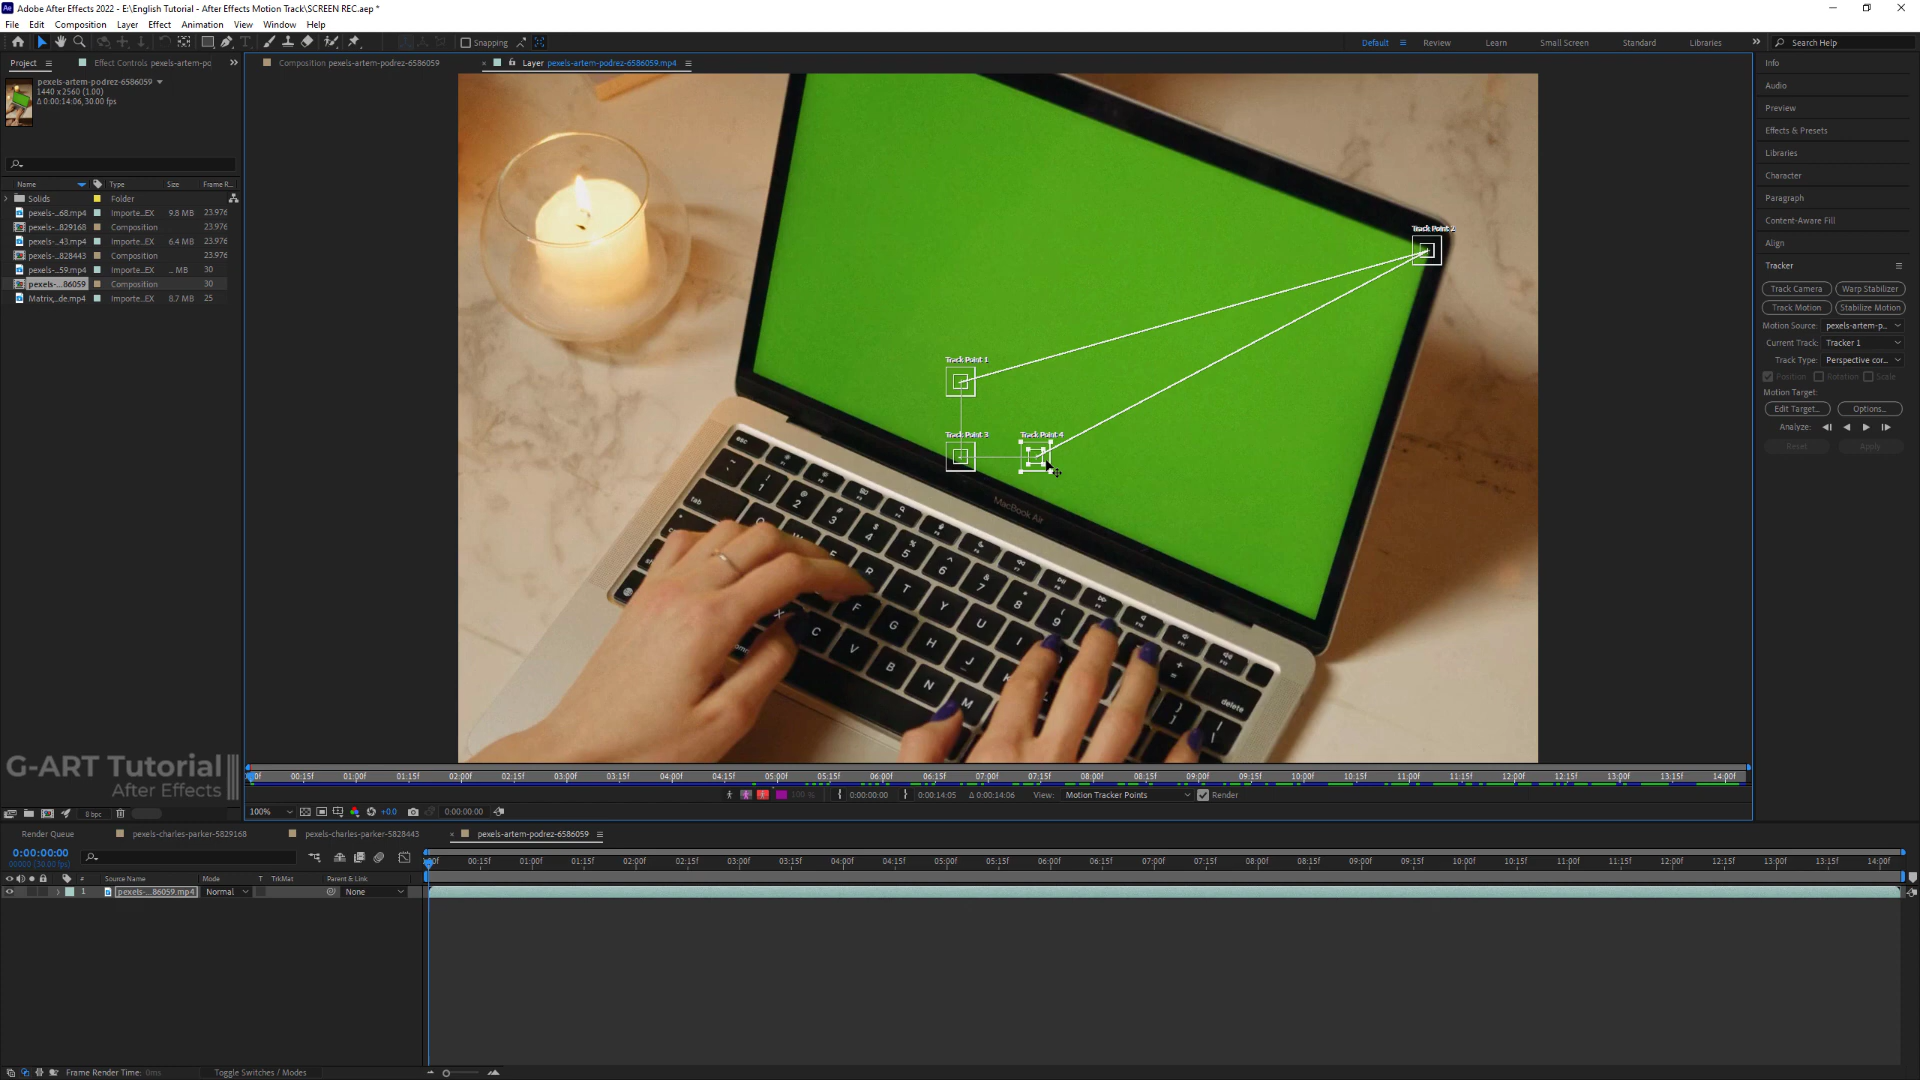 Adobe After Effects 2022 - E:\English Tutorial - After Effects Motion Track\SCREEN REC.aep *
File Edit Composition Layer Effect Animation View Window Help
Snapping
Default Review Learn Small Screen Standard Libraries Search Help
Project Effect Controls pexels-artem-po
Composition pexels-artem-podrez-6586059
Layer pexels-artem-podrez-6586059.mp4
pexels-artem-podrez-6586059
1440 x 2560 (1.00)
Δ 0:00:14:06, 30.00 fps
Name Type Size Frame R...
Solids Folder
pexels-...68.mp4 Importe...EX 9.8 MB 23.976
pexels-...829168 Composition 23.976
pexels-...43.mp4 Importe...EX 6.4 MB 23.976
pexels-...828443 Composition 23.976
pexels-...59.mp4 Importe...EX ... MB 30
pexels-...86059 Composition 30
Matrix,...de.mp4 Importe...EX 8.7 MB 25
Track Point 1
Track Point 2
Track Point 3
Track Point 4
MacBook Air
Info
Audio
Preview
Effects & Presets
Libraries
Character
Paragraph
Content-Aware Fill
Align
Tracker
Track Camera Warp Stabilizer
Track Motion Stabilize Motion
Motion Source: pexels-artem-p...
Current Track: Tracker 1
Track Type: Perspective cor...
Position Rotation Scale
Motion Target:
Edit Target... Options...
Analyze:
Reset Apply
esc
tab
1 2 3 4 5 6 7 8 9
E R T Y U I
F G H J
X C V B N M
delete
G-ART Tutorial
After Effects
00:15f 01:00f 01:15f 02:00f 02:15f 03:00f 03:15f 04:00f 04:15f 05:00f 05:15f 06:00f 06:15f 07:00f 07:15f 08:00f 08:15f 09:00f 09:15f 10:00f 10:15f 11:00f 11:15f 12:00f 12:15f 13:00f 13:15f 14:00f
100% 0:00:00:00 0:00:14:05 Δ 0:00:14:06 View: Motion Tracker Points Render
8 bpc 100% +0.0 0:00:00:00
Render Queue pexels-charles-parker-5829168 pexels-charles-parker-5828443 pexels-artem-podrez-6586059
0:00:00:00
00000 (30.00 fps)
00:15f 01:00f 01:15f 02:00f 02:15f 03:00f 03:15f 04:00f 04:15f 05:00f 05:15f 06:00f 06:15f 07:00f 07:15f 08:00f 08:15f 09:00f 09:15f 10:00f 10:15f 11:00f 11:15f 12:00f 12:15f 13:00f 13:15f 14:00f
# Source Name Mode T TrkMat Parent & Link
1 pexels-...86059.mp4 Normal None
Frame Render Time: 0ms Toggle Switches / Modes